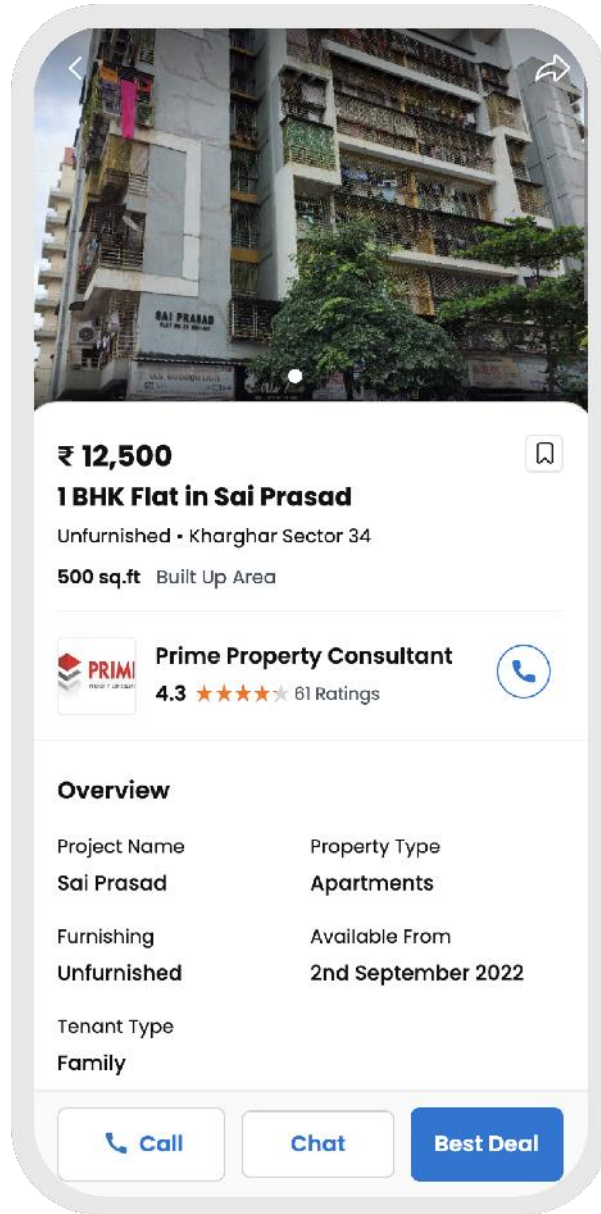 SAI PRASAD
₹ 12,500
1 BHK Flat in Sai Prasad
Unfurnished • Kharghar Sector 34
500 sq.ft Built Up Area
PRIMI
Prime Property Consultant
4.3 61 Ratings
Overview
Project Name Property Type
Sai Prasad Apartments
Furnishing Available From
Unfurnished 2nd September 2022
Tenant Type
Family
Call Chat Best Deal